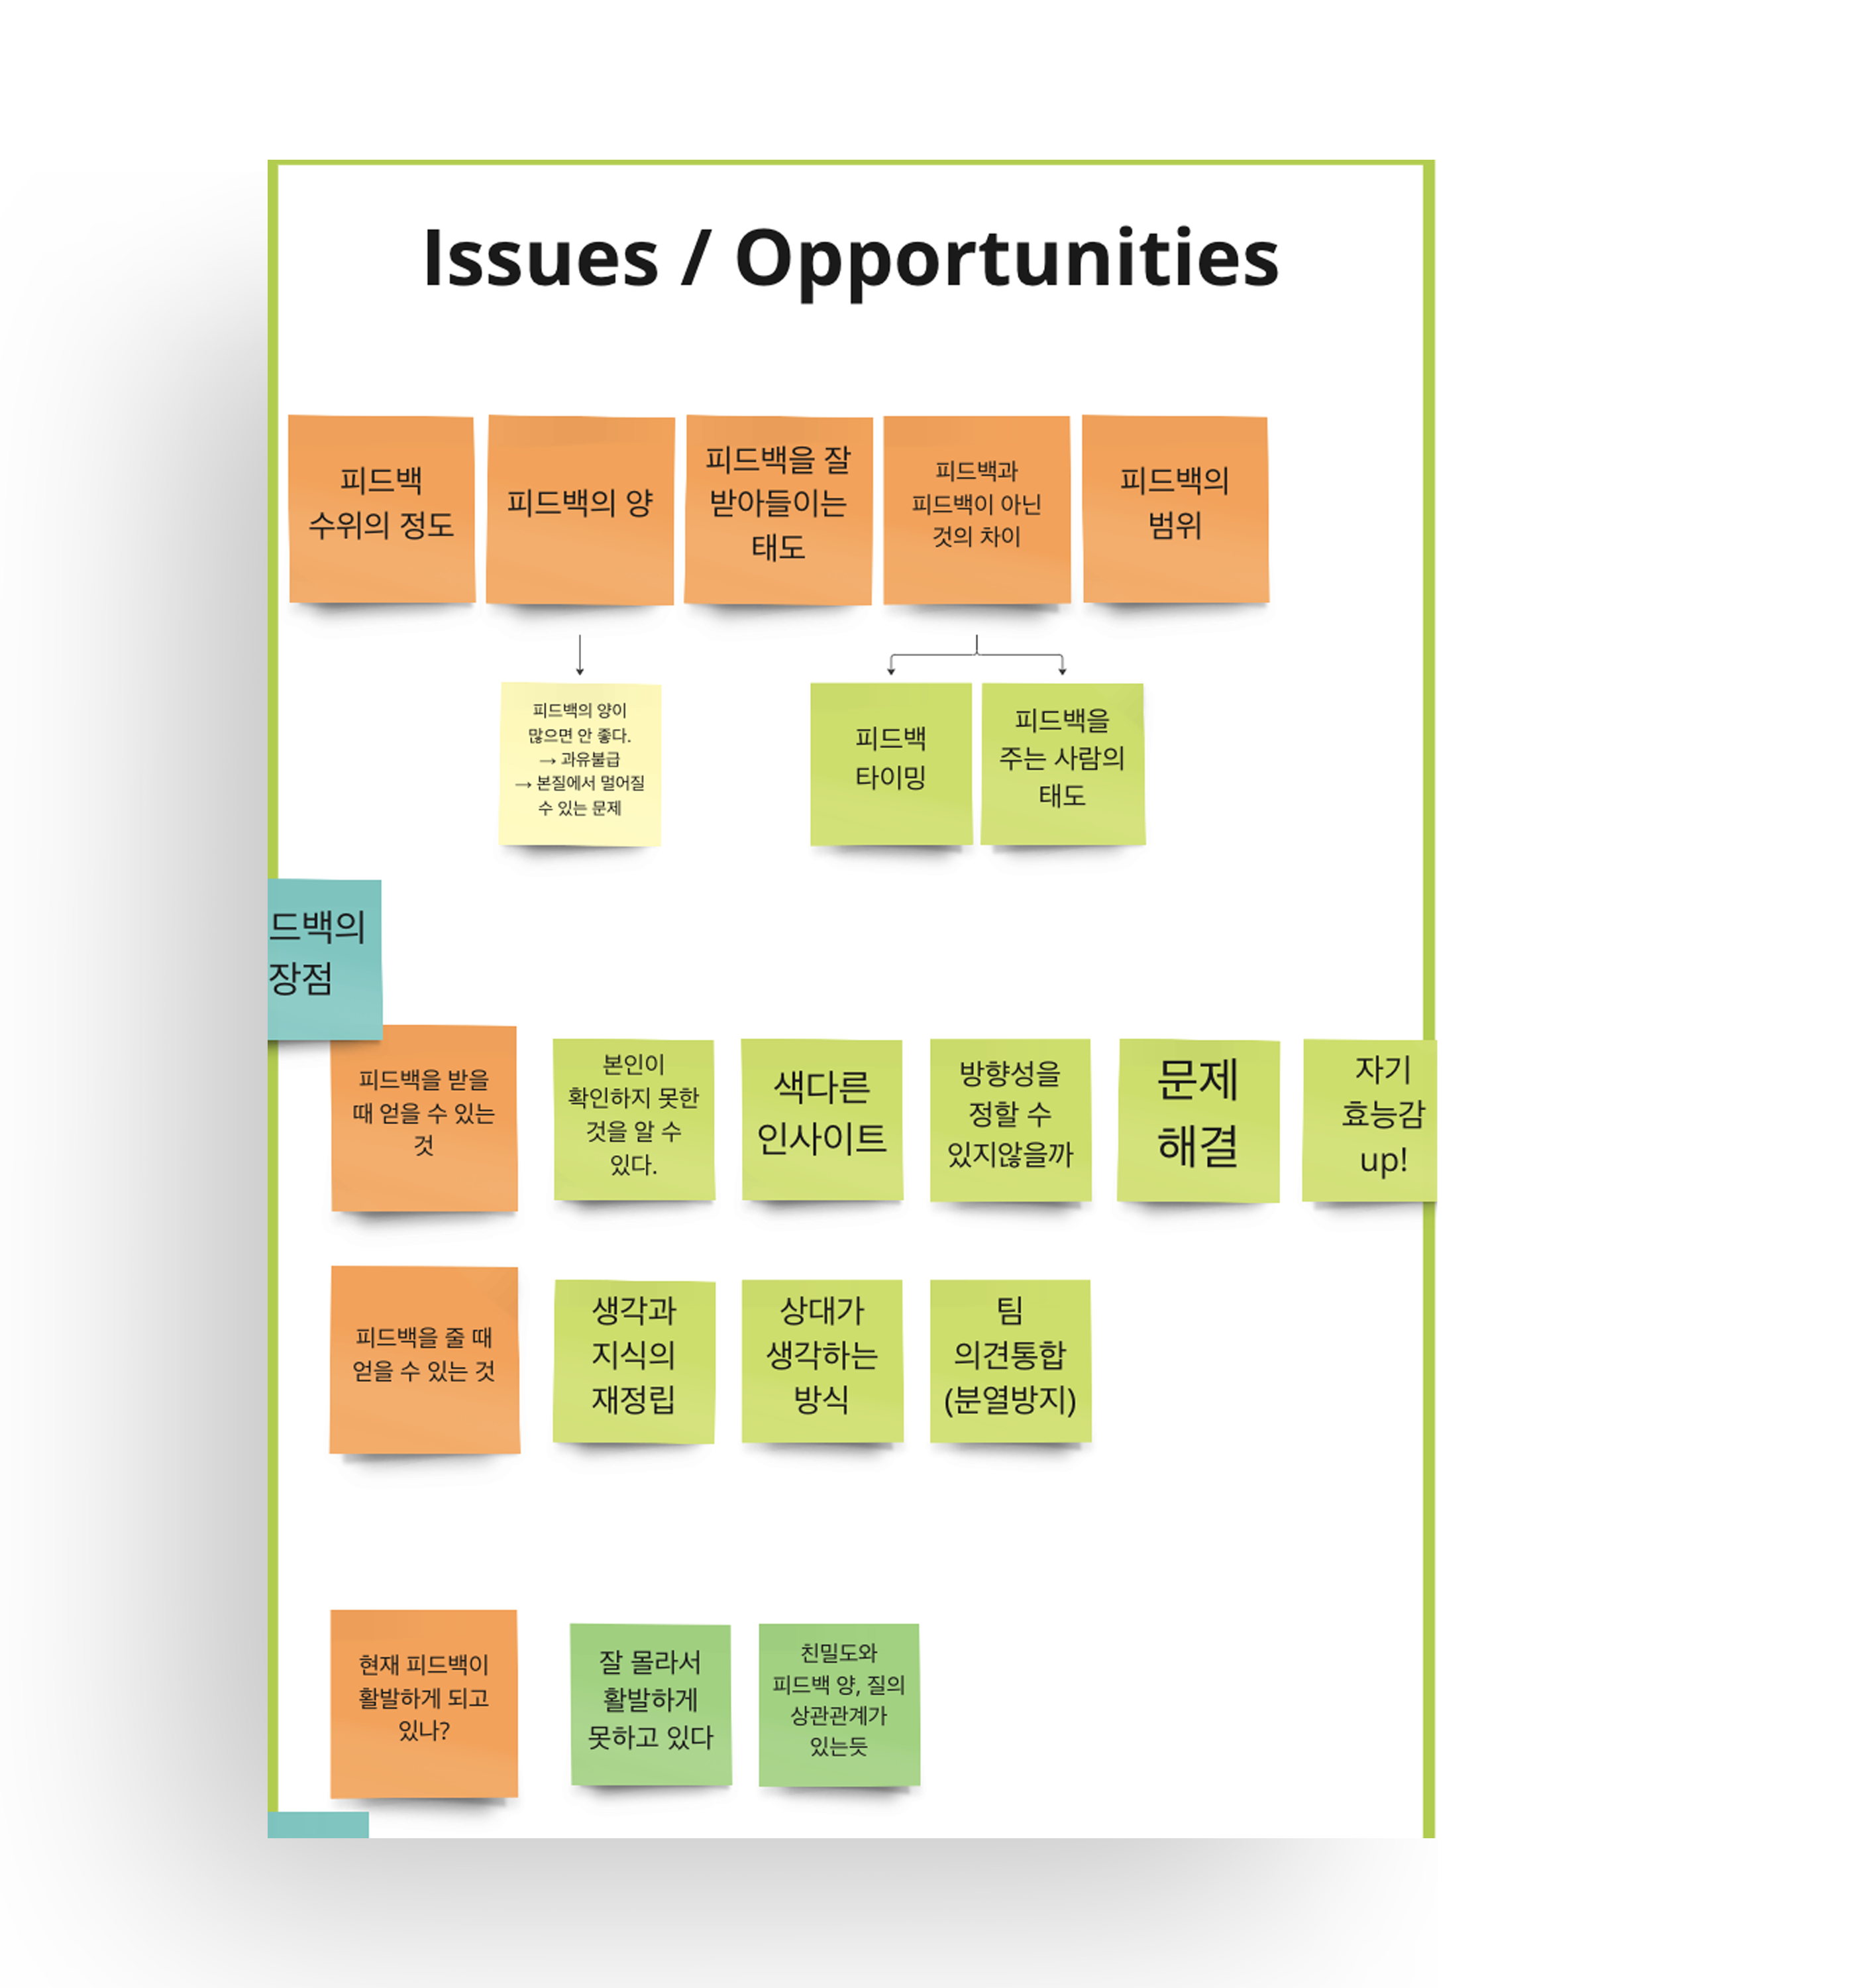 Issues / Opportunities
피드백
수위의 정도
피드백의 양
피드백을 잘
받아들이는
태도
피드백과
피드백이 아닌
것의 차이
피드백의
범위
피드백의 양이
많으면 안 좋다.
→ 과유불급
→ 본질에서 멀어질
수 있는 문제
피드백
타이밍
피드백을
주는 사람의
태도
드백의
장점
피드백을 받을
때 얻을 수 있는
것
본인이
확인하지 못한
것을 알 수
있다.
색다른
인사이트
방향성을
정할 수
있지않을까
문제
해결
자기
효능감
up!
피드백을 줄 때
얻을 수 있는 것
생각과
지식의
재정립
상대가
생각하는
방식
팀
의견통합
(분열방지)
현재 피드백이
활발하게 되고
있나?
잘 몰라서
활발하게
못하고 있다
친밀도와
피드백 양, 질의
상관관계가
있는듯